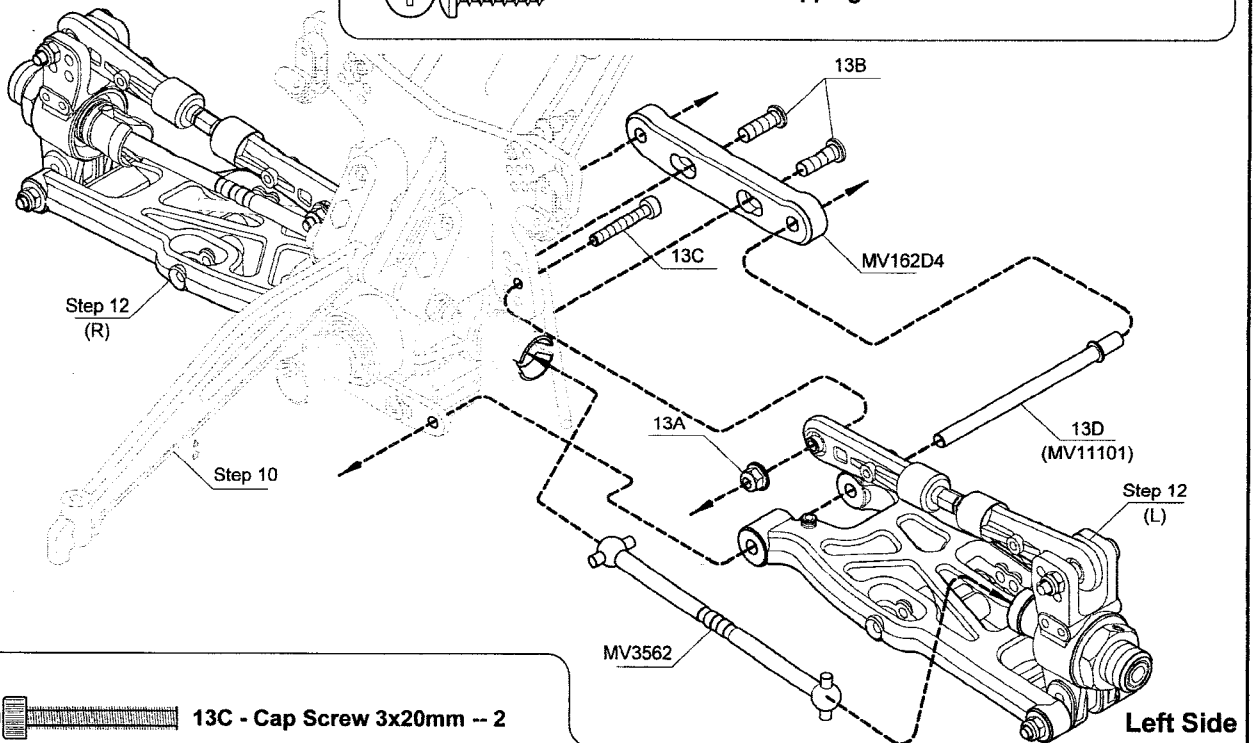 13B
13C
MV162D4
Step 12
(R)
13A
13D
(MV11101)
Step 10
Step 12
(L)
MV3562
13C - Cap Screw 3x20mm -- 2
Left Side